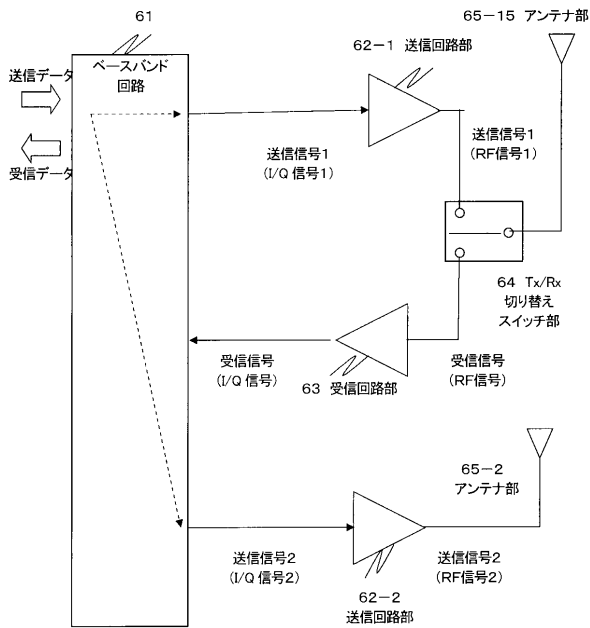 61
65－15 アンテナ部
62－1 送信回路部
ベースバンド
回路
送信データ
受信データ
送信信号1
(I/Q 信号1)
送信信号1
(RF信号1)
64 Tx/Rx
切り替え
スイッチ部
受信信号
(I/Q 信号)
63 受信回路部
受信信号
(RF信号)
65－2
アンテナ部
送信信号2
(I/Q 信号2)
送信信号2
(RF信号2)
62－2
送信回路部